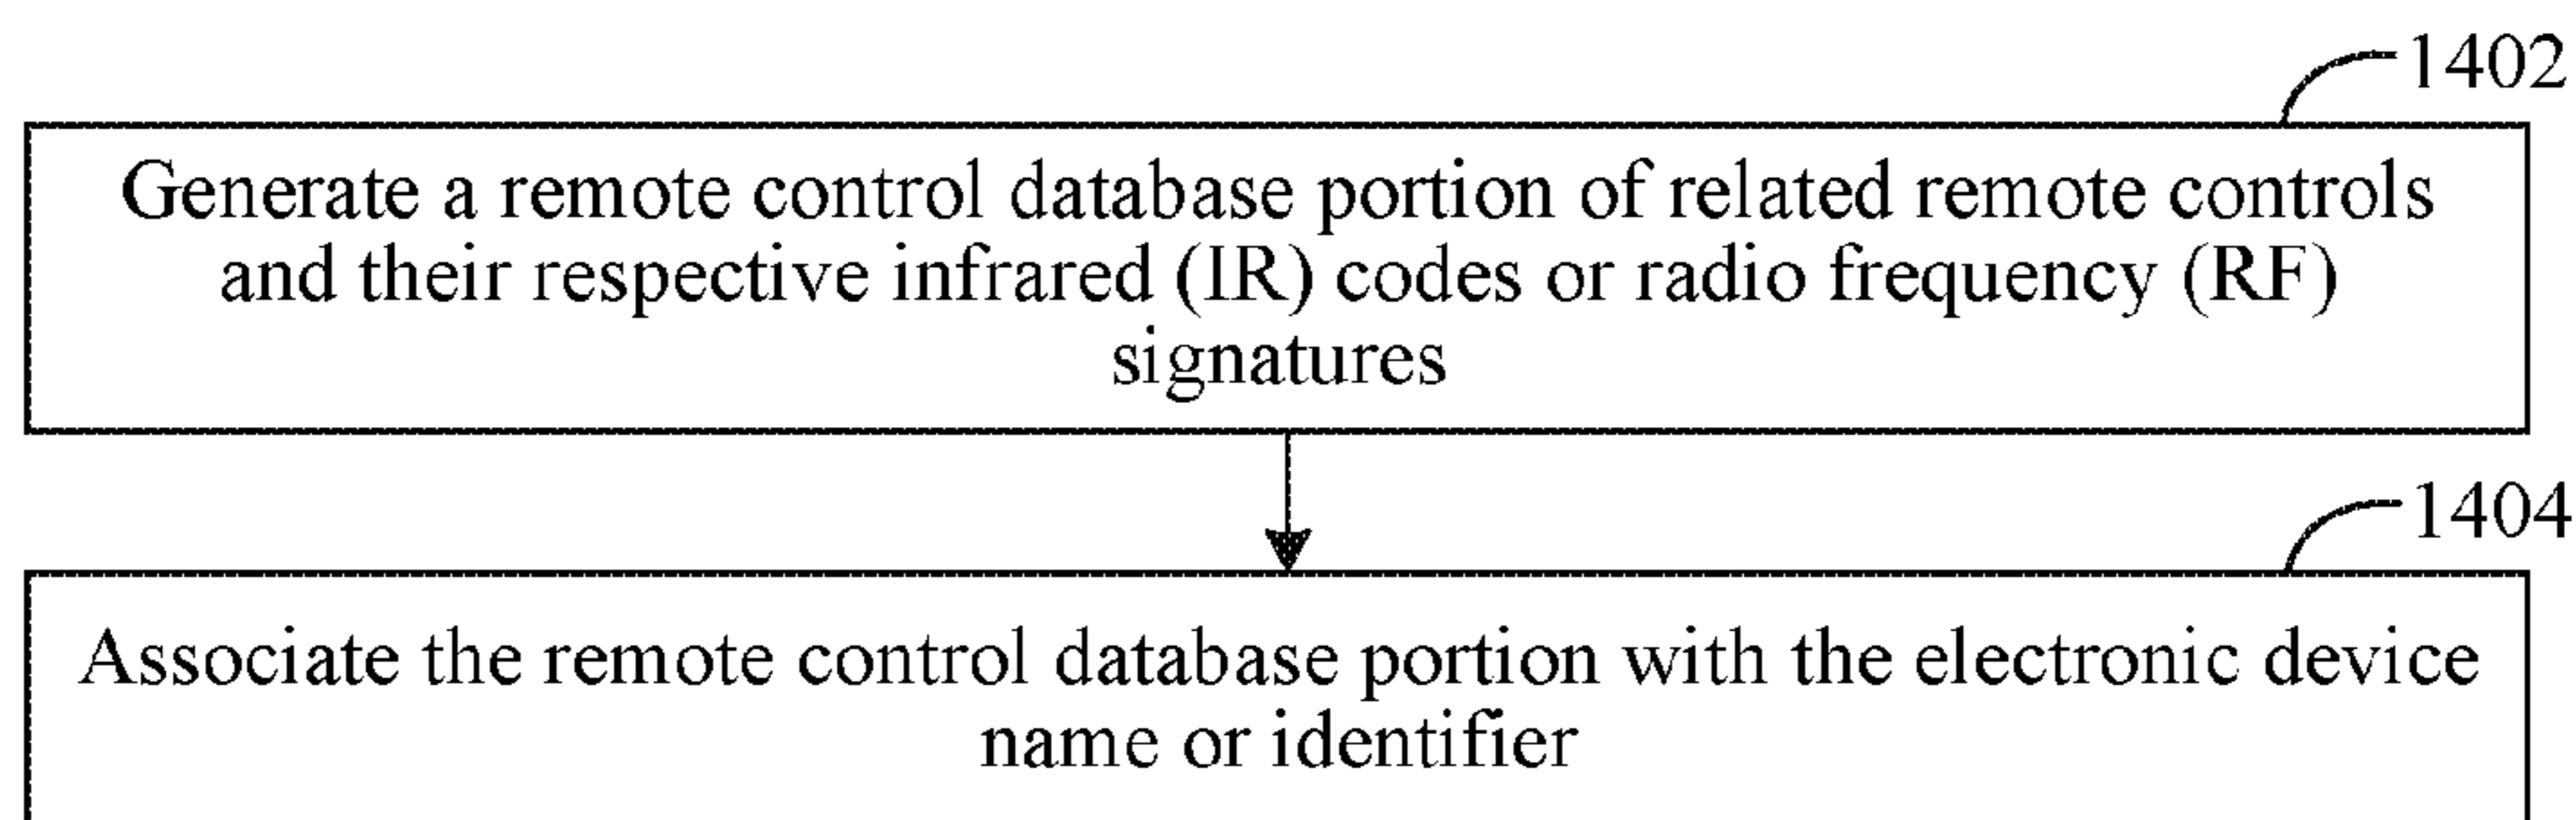 1402
Generate a remote control database portion of related remote controls
and their respective infrared (IR) codes or radio frequency (RF)
signatures
1404
Associate the remote control database portion with the electronic device
name or identifier